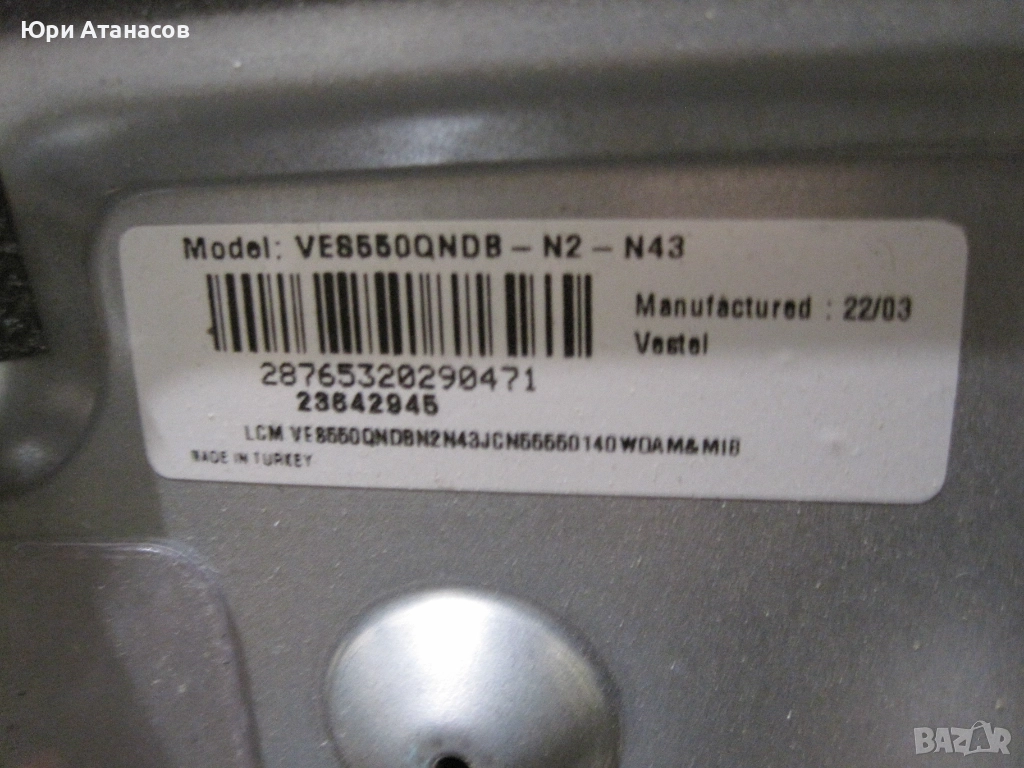 Юри Атанасов
Model: VES550QNDB - N2 - N43
Manufactured : 22/03
Vestel
28765320290471
23642945
LCM VES550QNDBN2N43JCN55550140WOAM&MIB
MADE IN TURKEY
BAZAR